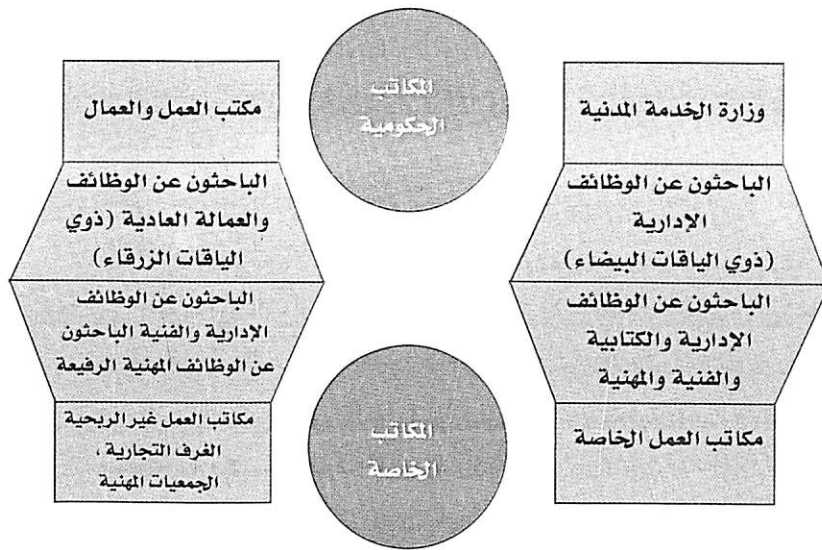 المكاتب
الحكومية
وزارة الخدمة المدنية
الباحثون عن الوظائف
الإدارية
(ذوي الياقات البيضاء)
الباحثون عن الوظائف
الإدارية والكتابية
والفنية والمهنية
مكاتب العمل الخاصة
مكتب العمل والعمال
الباحثون عن الوظائف
والعمالة العادية (ذوي
الياقات الزرقاء)
الباحثون عن الوظائف
الإدارية والفنية الباحثون
عن الوظائف المهنية الرفيعة
مكاتب العمل غير الربحية
الغرف التجارية ،
الجمعيات المهنية
المكاتب
الخاصة